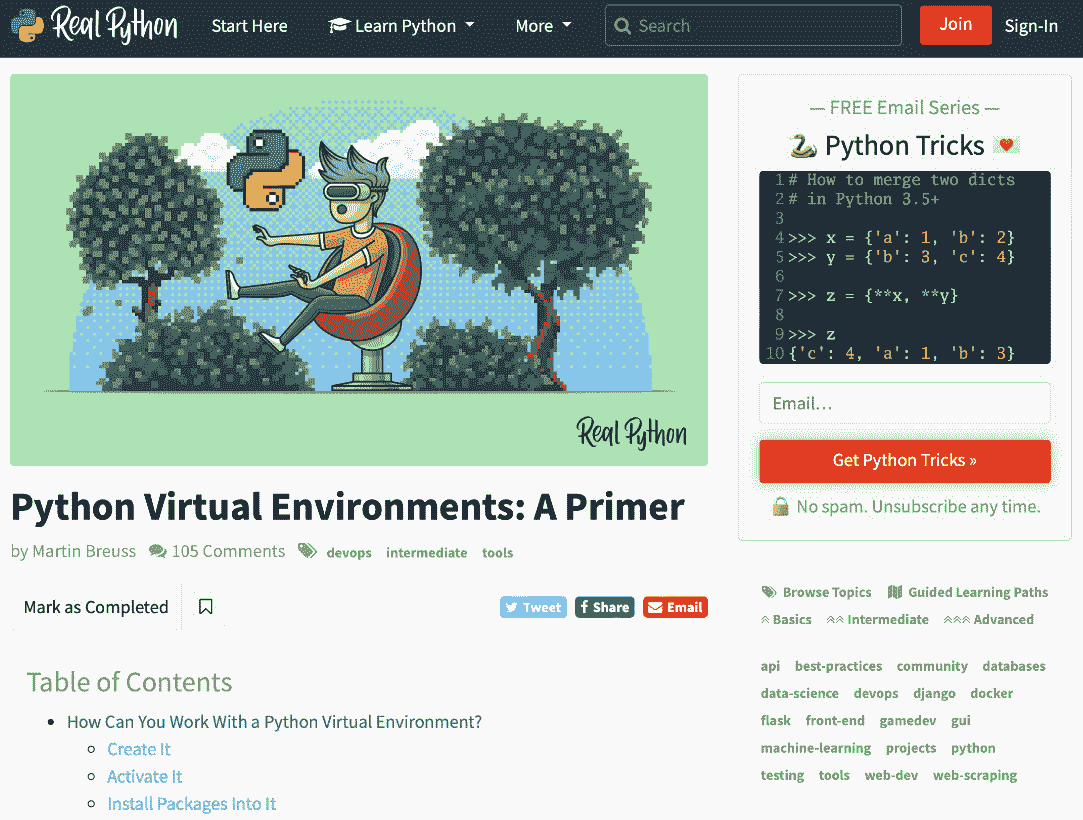 Real Python
Start Here
Learn Python
More
Search
Join
Sign-In
Real Python
Python Virtual Environments: A Primer
by Martin Breuss 105 Comments devops intermediate tools
Mark as Completed
Tweet Share Email
Table of Contents
How Can You Work With a Python Virtual Environment?
Create It
Activate It
Install Packages Into It
— FREE Email Series —
🐍 Python Tricks 💌
1 # How to merge two dicts
2 # in Python 3.5+
3
4 >>> x = {'a': 1, 'b': 2}
5 >>> y = {'b': 3, 'c': 4}
6
7 >>> z = {**x, **y}
8
9 >>> z
10 {'c': 4, 'a': 1, 'b': 3}
Email…
Get Python Tricks »
🔒 No spam. Unsubscribe any time.
Browse Topics Guided Learning Paths
Basics Intermediate Advanced
api best-practices community databases
data-science devops django docker
flask front-end gamedev gui
machine-learning projects python
testing tools web-dev web-scraping